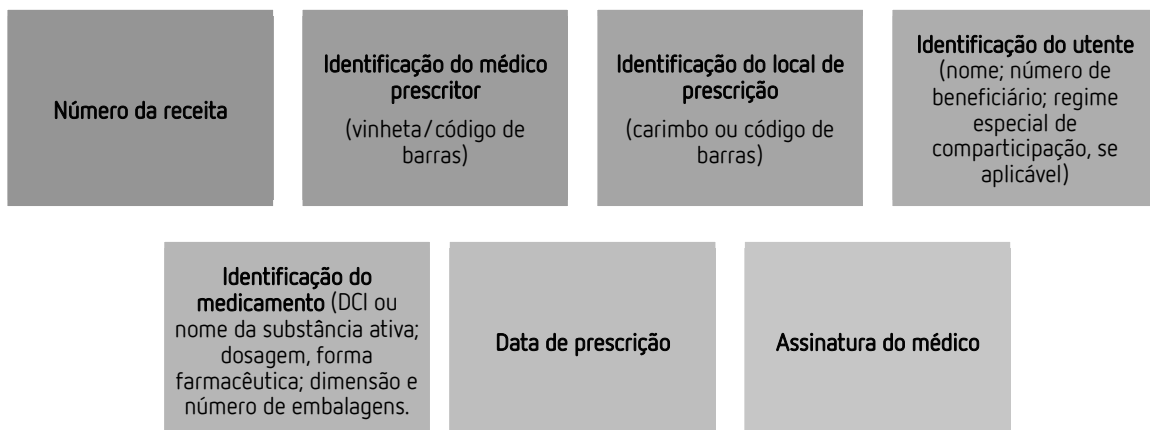 Número da receita
Identificação do médico
prescritor
(vinheta/código de
barras)
Identificação do local de
prescrição
(carimbo ou código de
barras)
Identificação do utente
(nome; número de
beneficiário; regime
especial de
comparticipação, se
aplicável)
Identificação do
medicamento (DCI ou
nome da substância ativa;
dosagem, forma
farmacêutica; dimensão e
número de embalagens.
Data de prescrição
Assinatura do médico